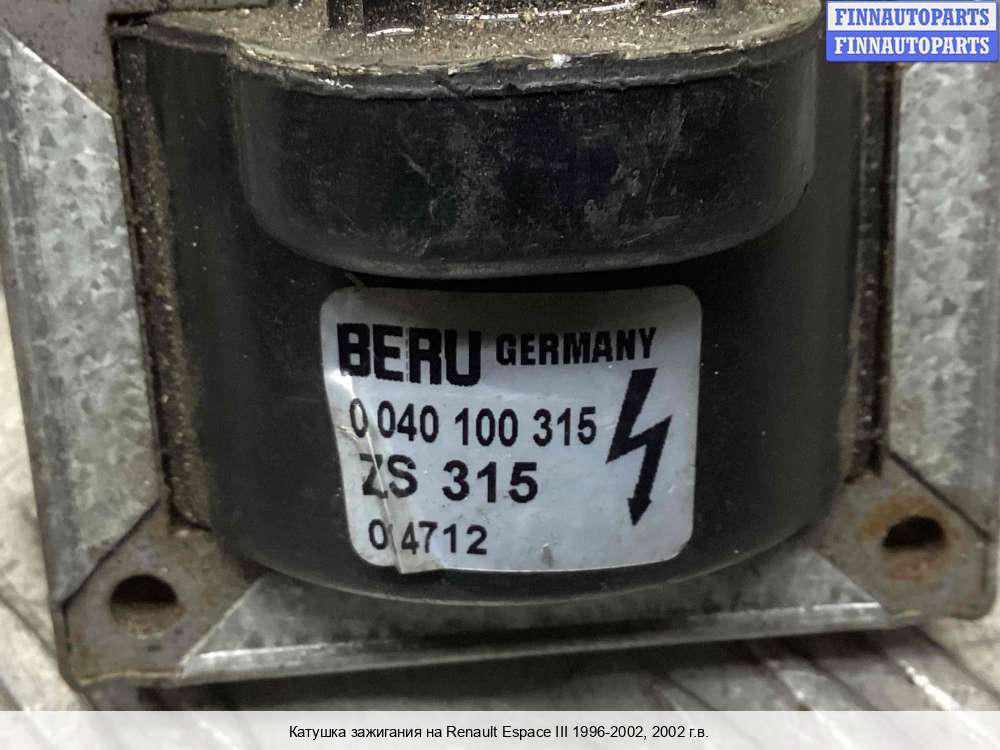 FINNAUTOPARTS
FINNAUTOPARTS
BERU GERMANY
0 040 100 315
ZS 315
04712
Катушка зажигания на Renault Espace III 1996-2002, 2002 г.в.